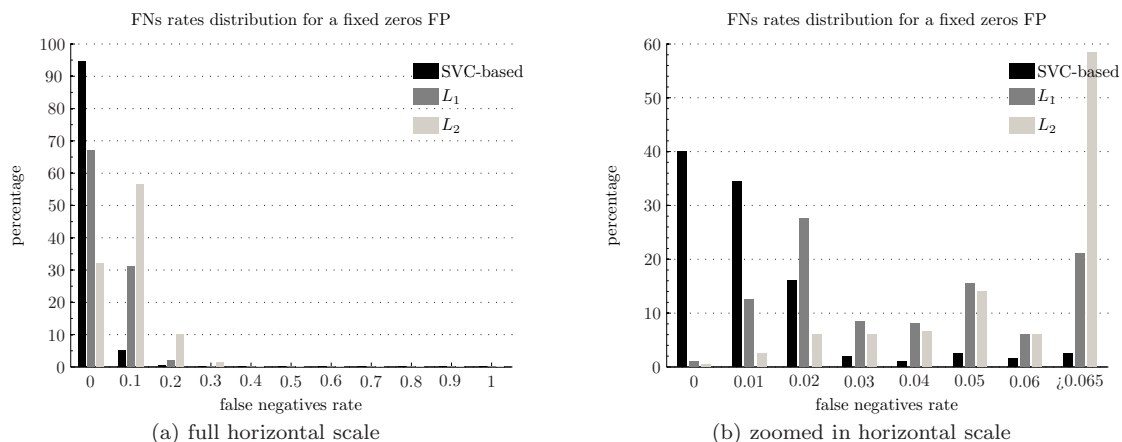 FNs rates distribution for a fixed zeros FP
100
90
80
70
60
50
40
30
20
10
0
percentage
SVC-based
L1
L2
0 0.1 0.2 0.3 0.4 0.5 0.6 0.7 0.8 0.9 1
false negatives rate
(a) full horizontal scale
FNs rates distribution for a fixed zeros FP
60
50
40
30
20
10
0
percentage
SVC-based
L1
L2
0 0.01 0.02 0.03 0.04 0.05 0.06 ¿0.065
false negatives rate
(b) zoomed in horizontal scale